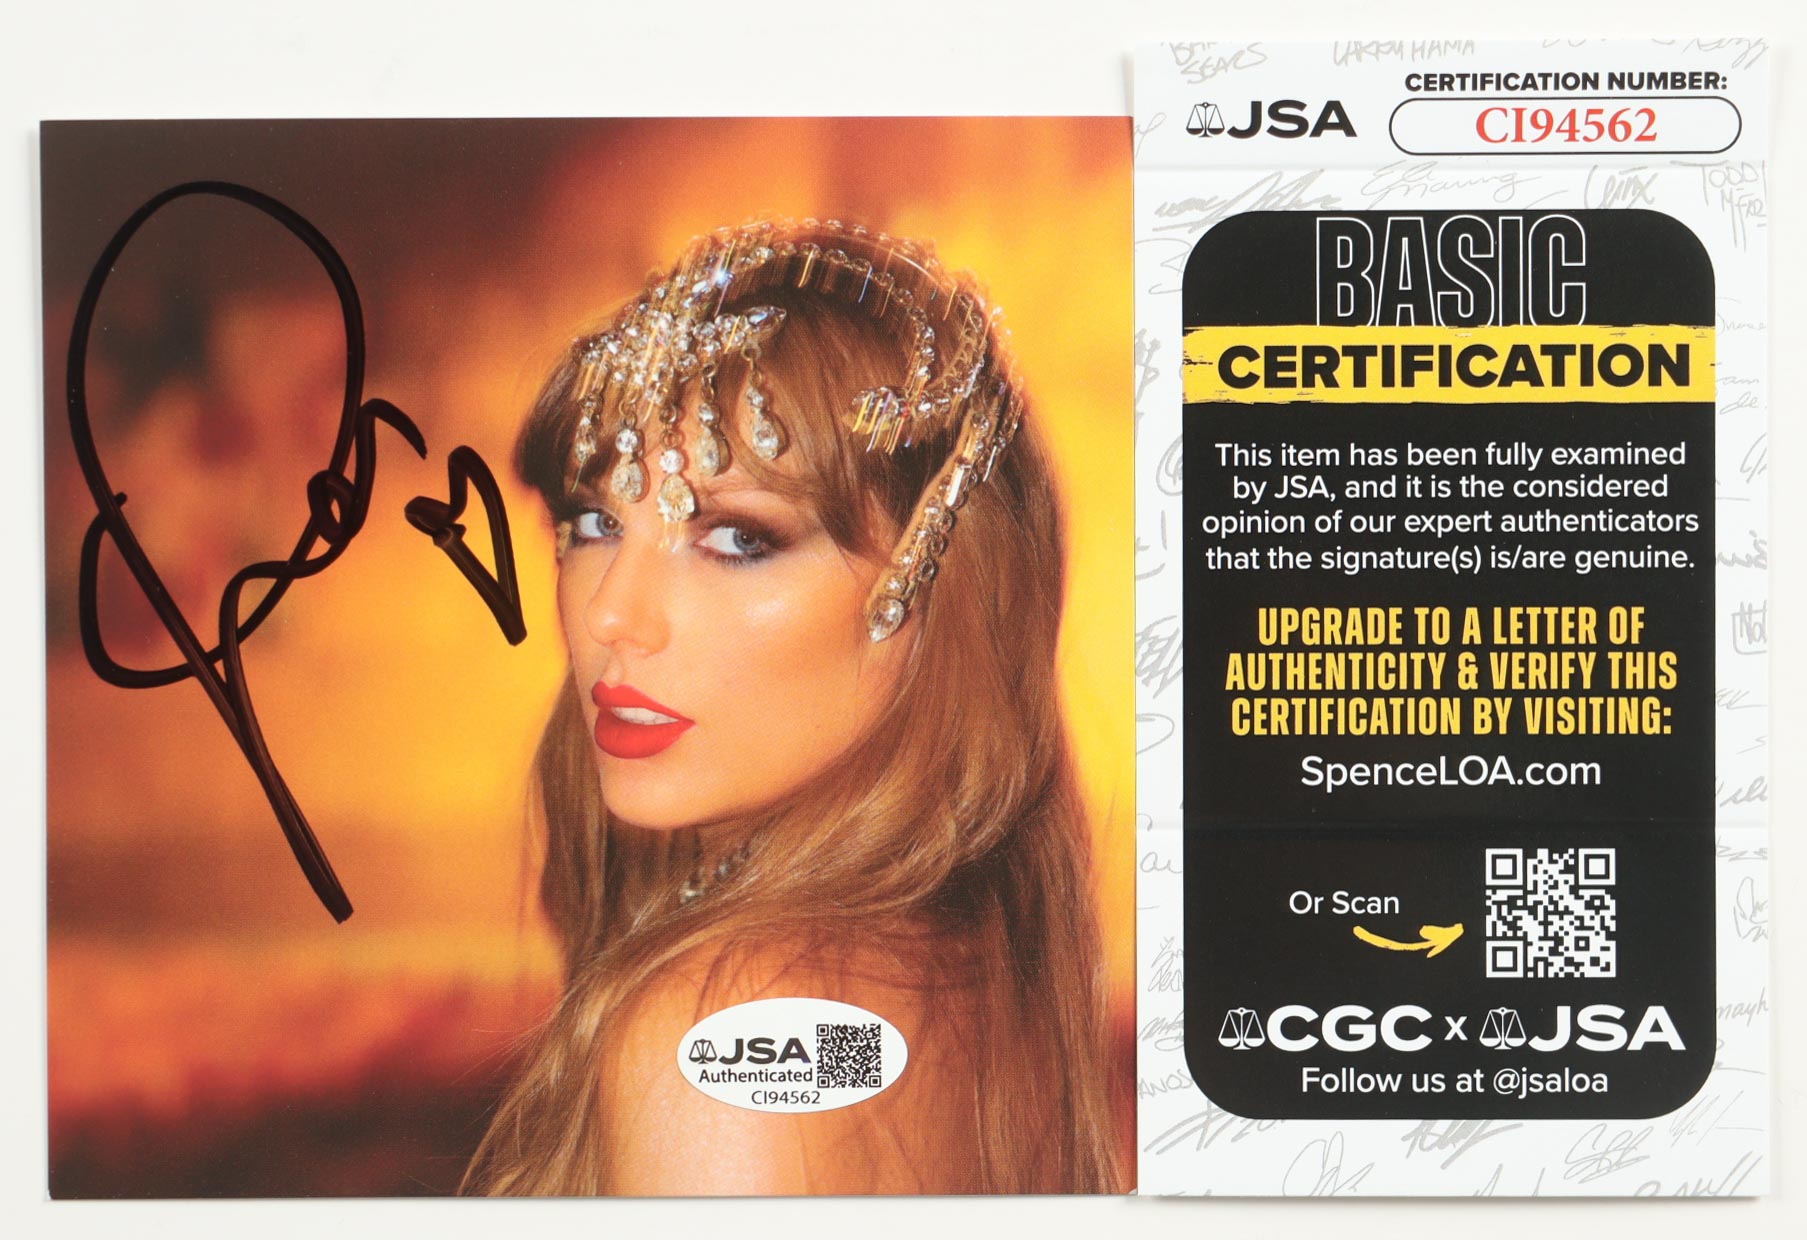 JSA
Authenticated
CI94562
JSA
CERTIFICATION NUMBER:
CI94562
BASIC
CERTIFICATION
This item has been fully examined
by JSA, and it is the considered
opinion of our expert authenticators
that the signature(s) is/are genuine.
UPGRADE TO A LETTER OF
AUTHENTICITY & VERIFY THIS
CERTIFICATION BY VISITING:
SpenceLOA.com
Or Scan
CGC x JSA
Follow us at @jsaloa